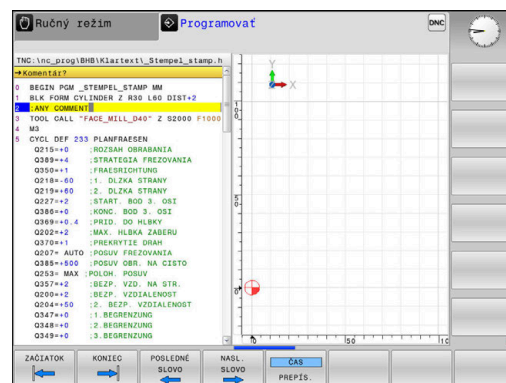 Ručný režim
Programovať
DNC
TNC:\nc_prog\BHB\Klartext\_Stempel_stamp.h
→Komentár?
0 BEGIN PGM _STEMPEL_STAMP MM
1 BLK FORM CYLINDER Z R30 L60 DIST+2
2 ;ANY COMMENT
3 TOOL CALL "FACE_MILL_D40" Z S2000 F1000
4 M3
5 CYCL DEF 233 PLANFRAESEN
Q215=+0 ;ROZSAH OBRABANIA
Q389=+4 ;STRATEGIA FREZOVANIA
Q350=+1 ;FRAESRICHTUNG
Q218=-60 ;1. DLZKA STRANY
Q219=+60 ;2. DLZKA STRANY
Q227=+2 ;START. BOD 3. OSI
Q386=+0 ;KONC. BOD 3. OSI
Q369=+0.4 ;PRID. DO HLBKY
Q202=+2 ;MAX. HLBKA ZABERU
Q370=+1 ;PREKRYTIE DRAH
Q207= AUTO ;POSUV FREZOVANIA
Q385=+500 ;POSUV OBR. NA CISTO
Q253= MAX ;POLOH. POSUV
Q357=+2 ;BEZP. VZD. NA STR.
Q200=+2 ;BEZP. VZDIALENOST
Q204=+50 ;2. BEZP. VZDIALENOST
Q347=+0 ;1.BEGRENZUNG
Q348=+0 ;2.BEGRENZUNG
Q349=+0 ;3.BEGRENZUNG
Y
X
50
ZAČIATOK
KONIEC
POSLEDNÉ SLOVO
NASL. SLOVO
ČAS
PREPÍS.